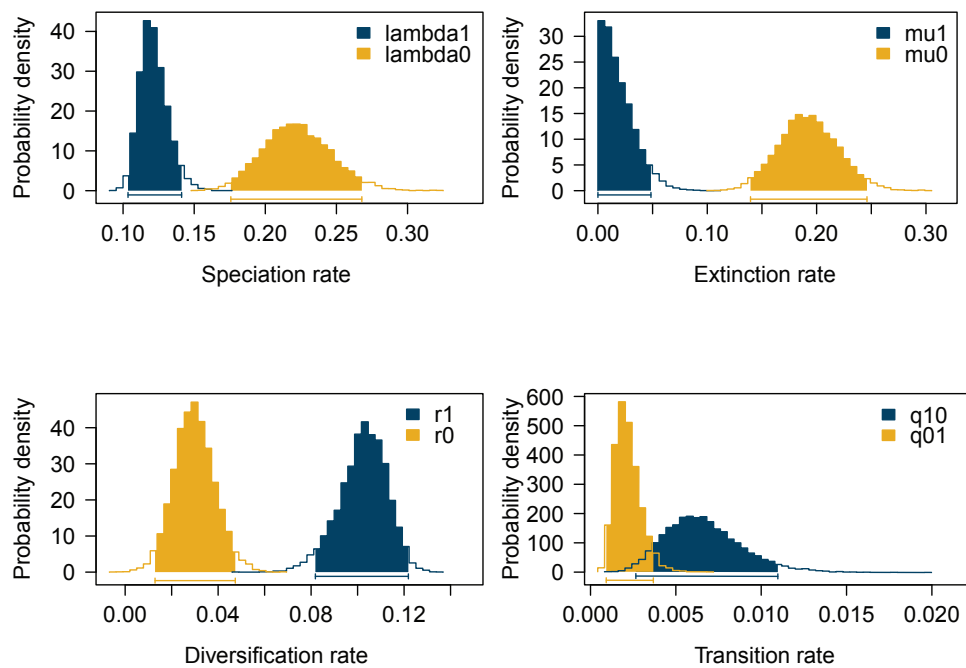 Probability density
40
30
20
10
0
lambda1
lambda0
0.10 0.15 0.20 0.25 0.30
Speciation rate
Probability density
30
25
20
15
10
5
0
mu1
mu0
0.00 0.10 0.20 0.30
Extinction rate
Probability density
40
30
20
10
0
r1
r0
0.00 0.04 0.08 0.12
Diversification rate
Probability density
600
500
400
300
200
100
0
q10
q01
0.000 0.005 0.010 0.015 0.020
Transition rate